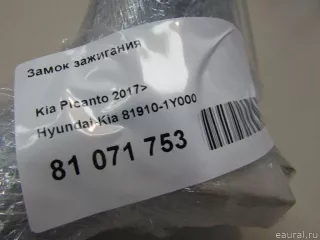 Замок зажигания
Kia Picanto 2017>
Hyundai-Kia 81910-1Y000
81 071 753
© eaural.ru